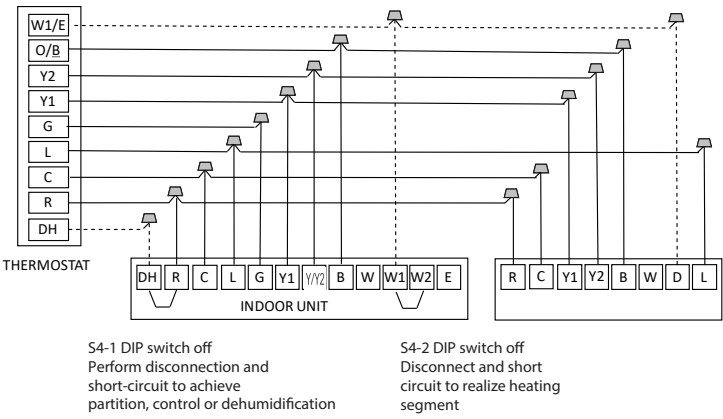 W1/E
O/B
Y2
Y1
G
L
C
R
DH
THERMOSTAT
DH R C L G Y1 Y/Y2 B W W1 W2 E
INDOOR UNIT
R C Y1 Y2 B W D L
S4-1 DIP switch off
Perform disconnection and
short-circuit to achieve
partition, control or dehumidification
S4-2 DIP switch off
Disconnect and short
circuit to realize heating
segment